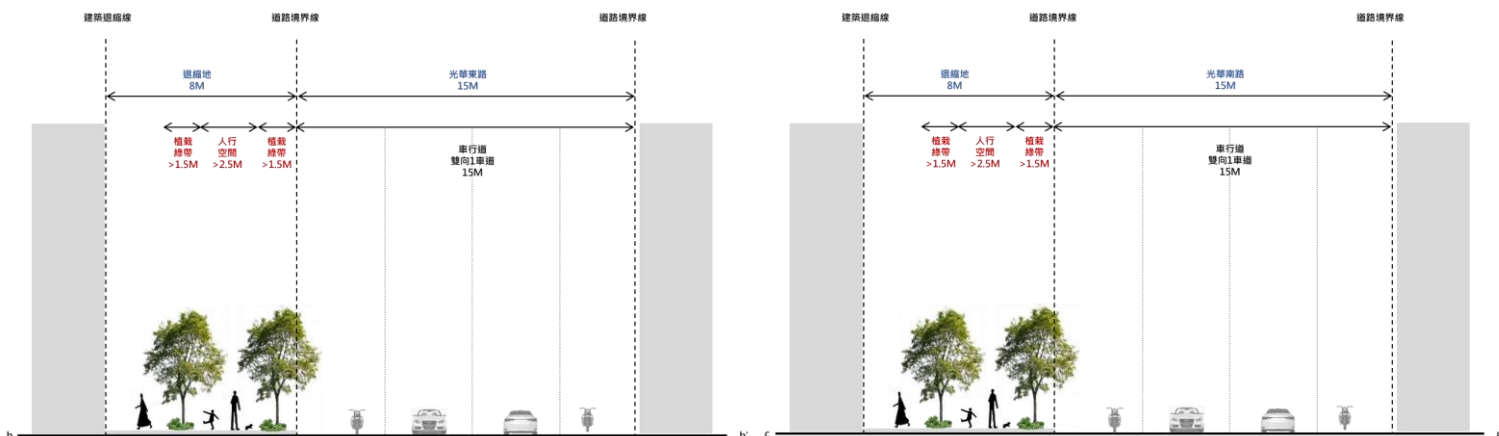 建築退縮線
道路境界線
道路境界線
退縮地
8M
光華東路
15M
植栽
綠帶
>1.5M
人行
空間
>2.5M
植栽
綠帶
>1.5M
車行道
雙向1車道
15M
b
b'
建築退縮線
道路境界線
道路境界線
退縮地
8M
光華南路
15M
植栽
綠帶
>1.5M
人行
空間
>2.5M
植栽
綠帶
>1.5M
車行道
雙向1車道
15M
c